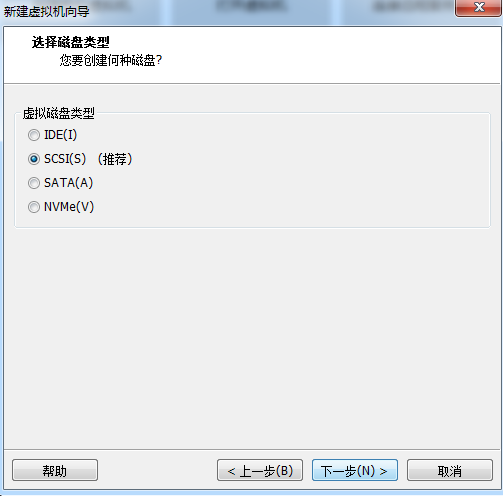 新建虚拟机向导
选择磁盘类型
您要创建何种磁盘?
虚拟磁盘类型
IDE(I)
SCSI(S) (推荐)
SATA(A)
NVMe(V)
帮助
< 上一步(B)
下一步(N) >
取消